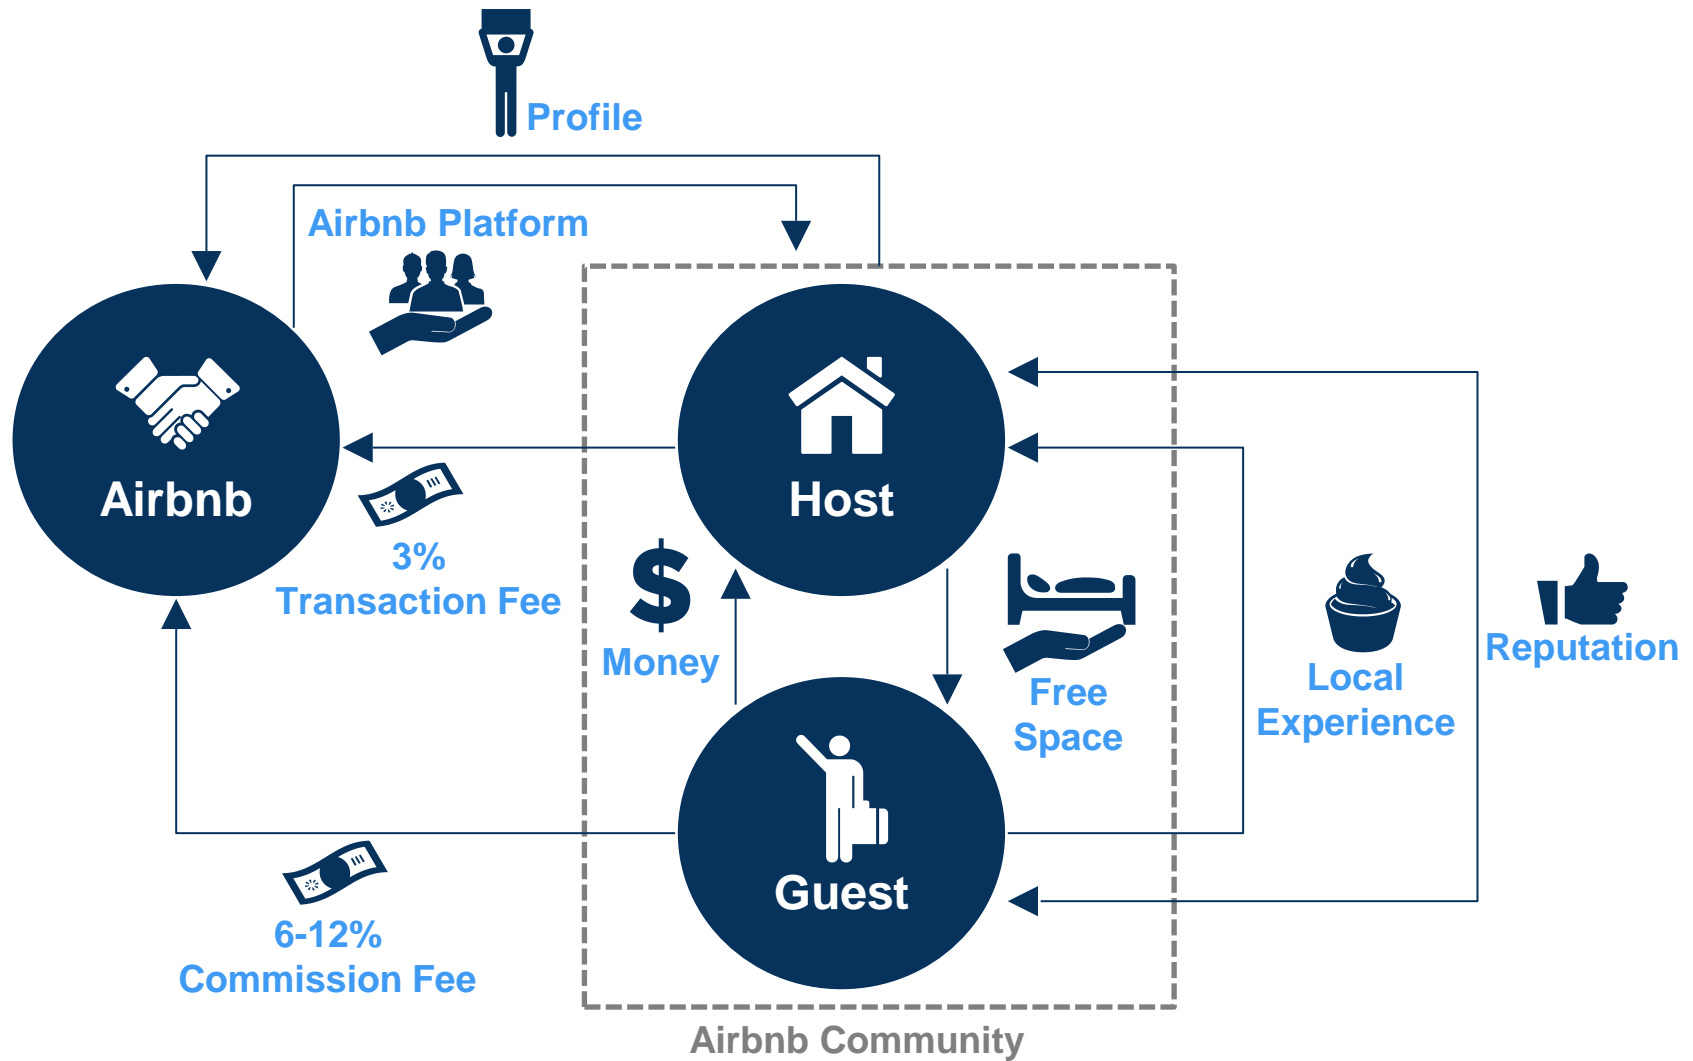 Profile
Airbnb Platform
Airbnb
Host
3%
Transaction Fee
Money
Free
Space
Local
Experience
Reputation
Guest
6-12%
Commission Fee
Airbnb Community